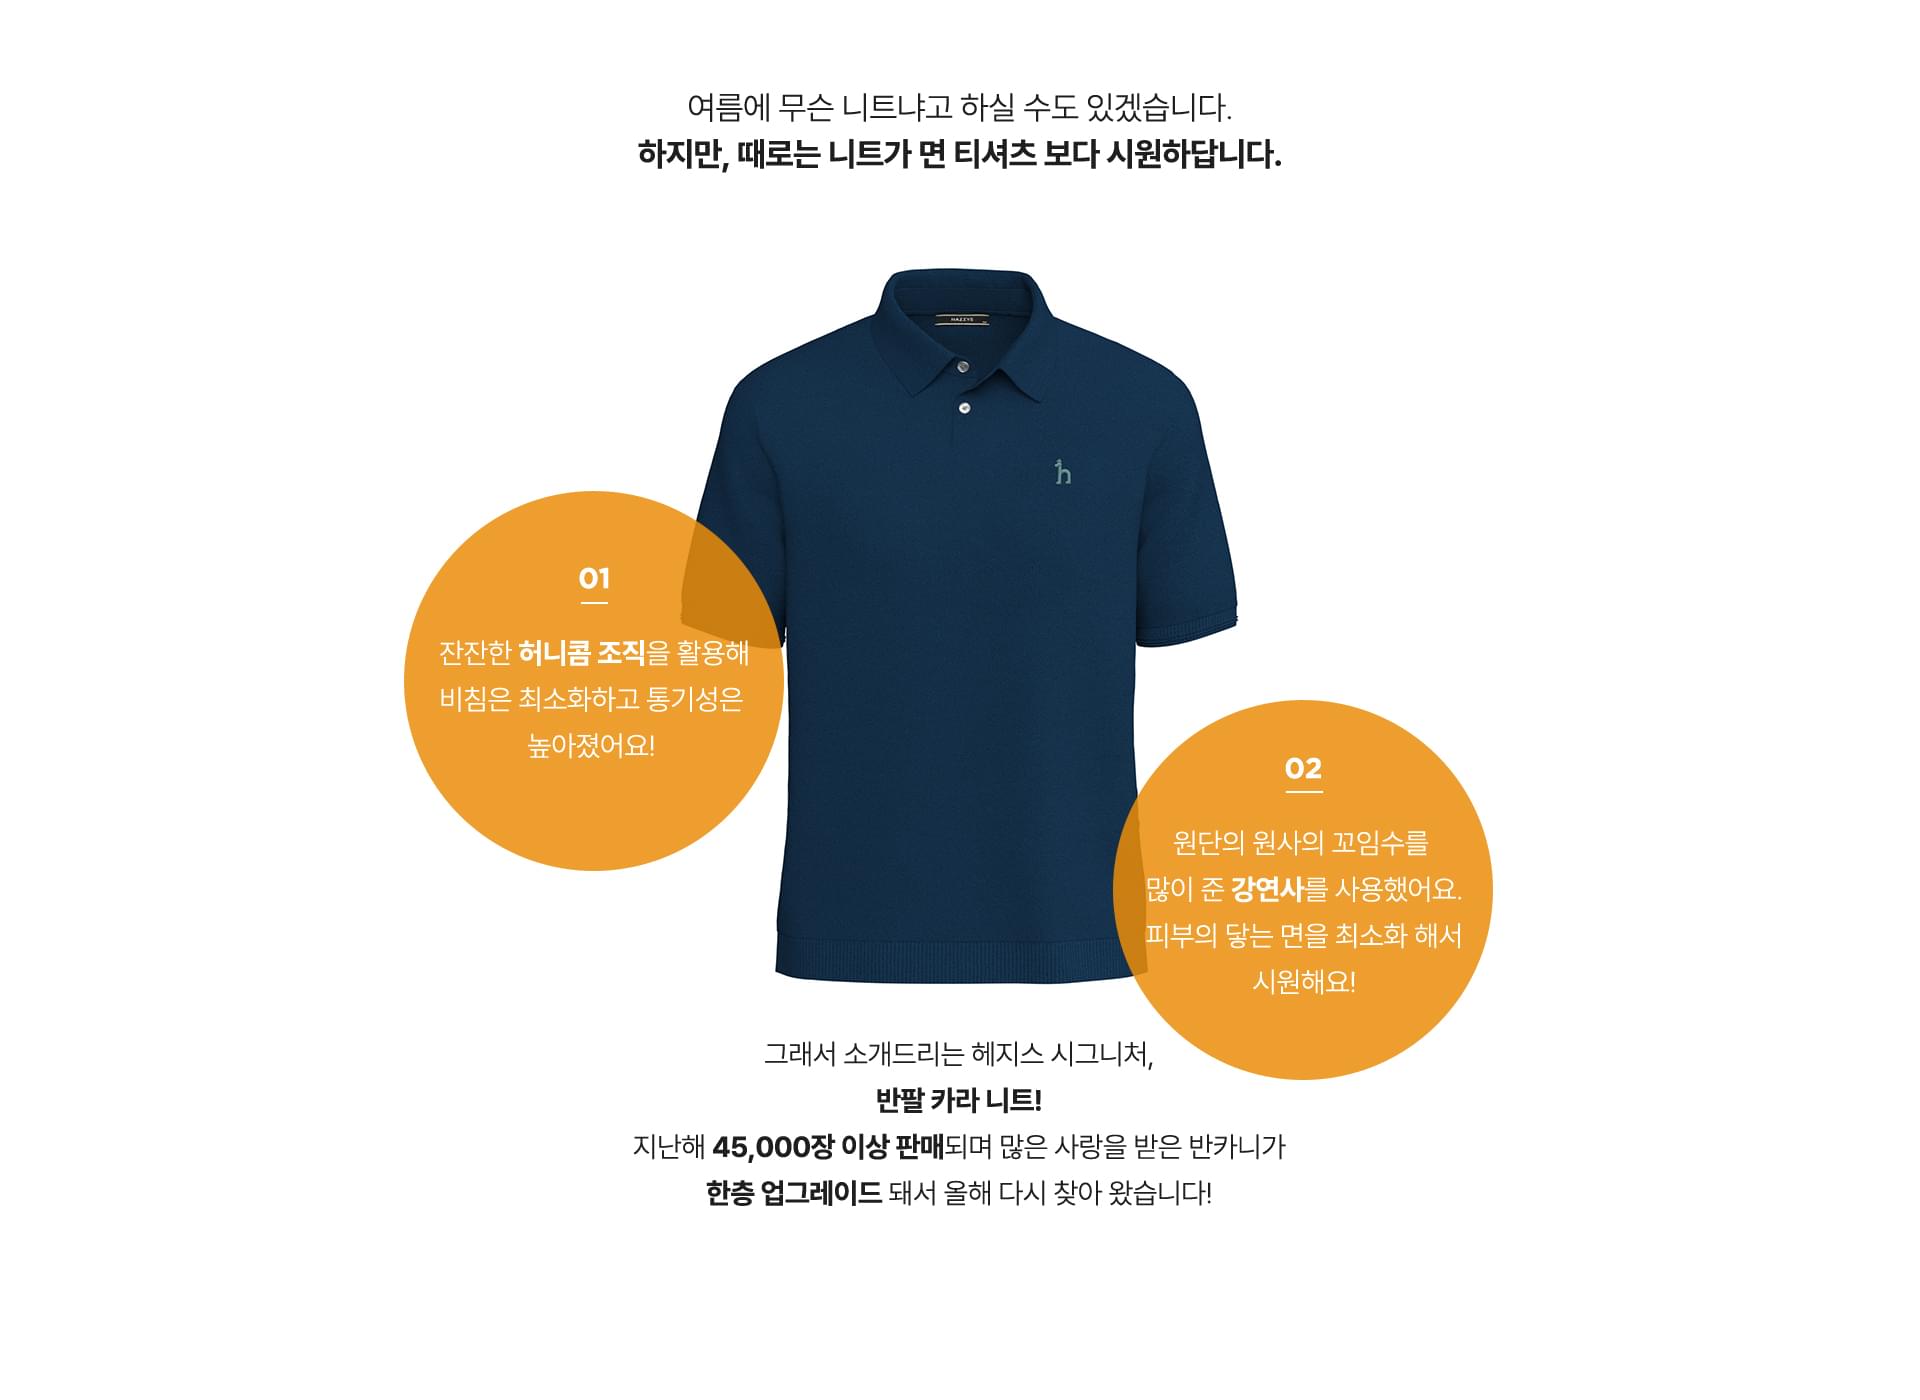 여름에 무슨 니트냐고 하실 수도 있겠습니다.
하지만, 때로는 니트가 면 티셔츠 보다 시원하답니다.
HAZZYS
h
01
잔잔한 허니콤 조직을 활용해
비침은 최소화하고 통기성은
높아졌어요!
02
원단의 원사의 꼬임수를
많이 준 강연사를 사용했어요.
피부의 닿는 면을 최소화 해서
시원해요!
그래서 소개드리는 헤지스 시그니처,
반팔 카라 니트!
지난해 45,000장 이상 판매되며 많은 사랑을 받은 반카니가
한층 업그레이드 돼서 올해 다시 찾아 왔습니다!